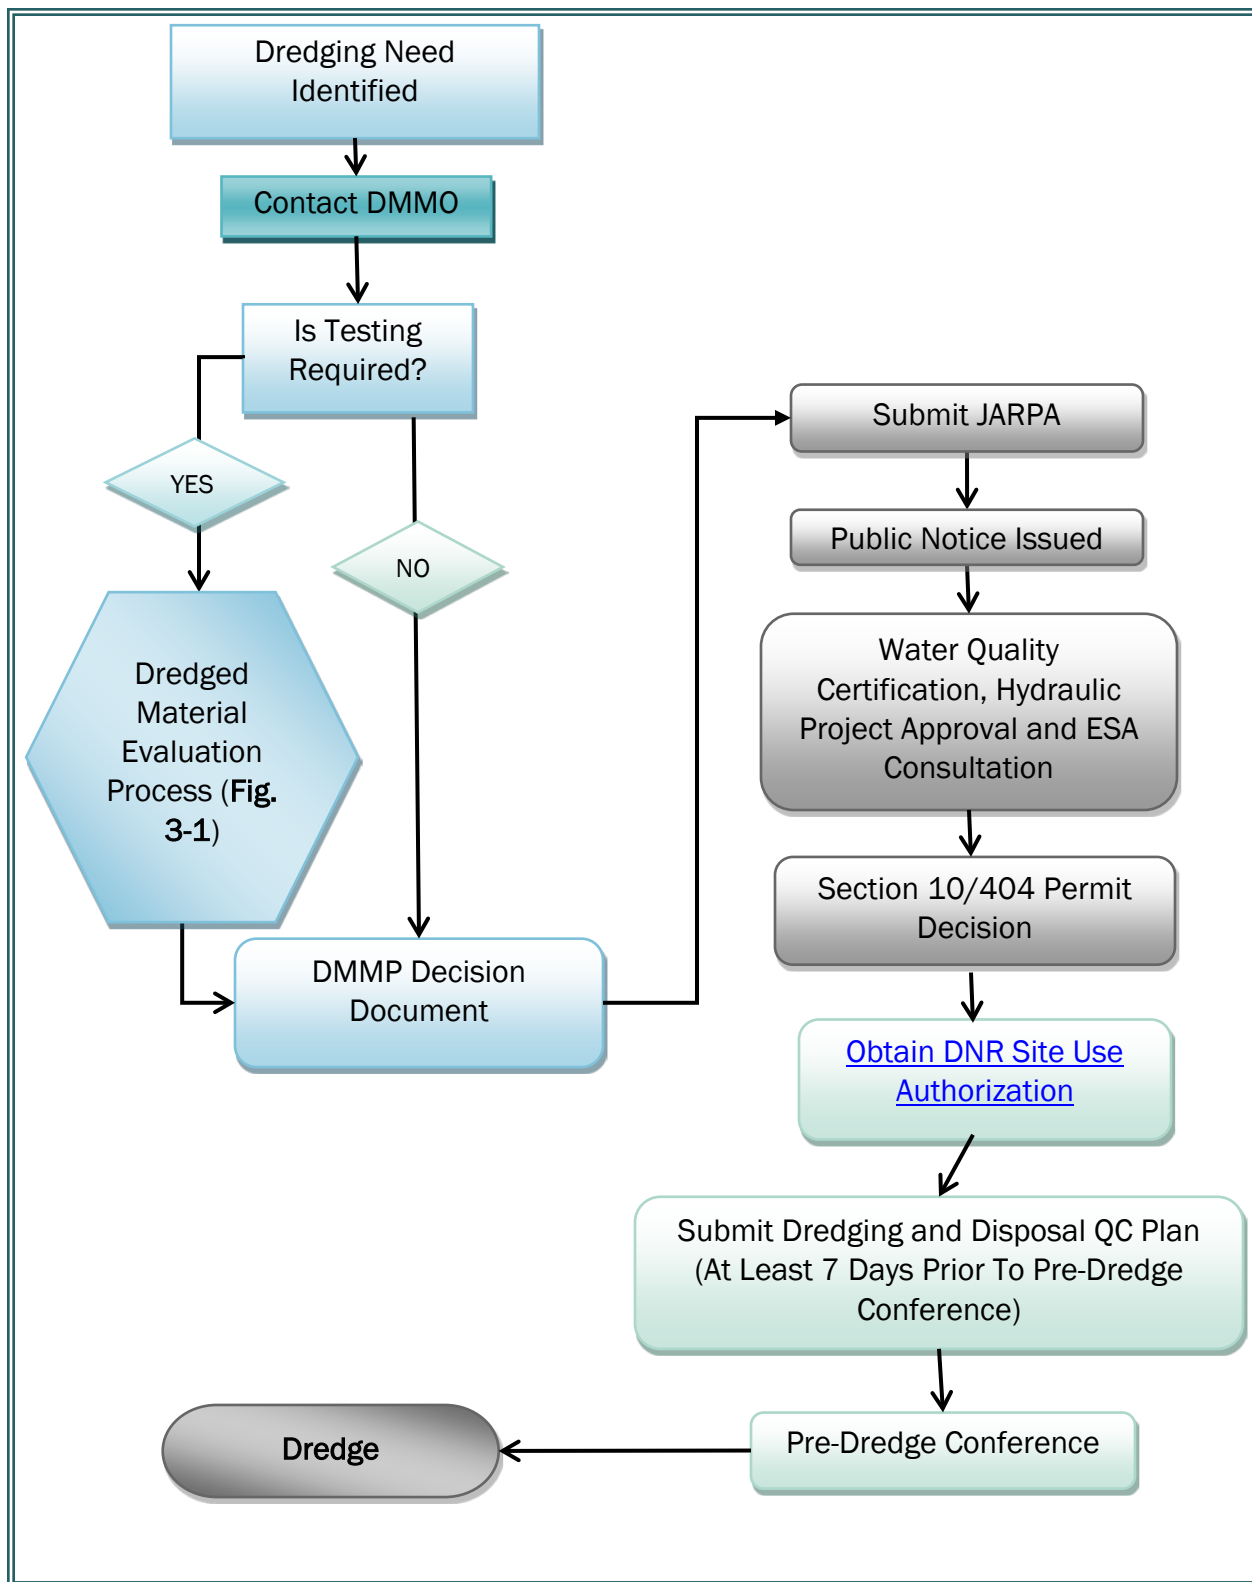 Dredging Need
Identified
Contact DMMO
Is Testing
Required?
YES
NO
Dredged
Material
Evaluation
Process (Fig.
3-1)
DMMP Decision
Document
Submit JARPA
Public Notice Issued
Water Quality
Certification, Hydraulic
Project Approval and ESA
Consultation
Section 10/404 Permit
Decision
Obtain DNR Site Use
Authorization
Submit Dredging and Disposal QC Plan
(At Least 7 Days Prior To Pre-Dredge
Conference)
Pre-Dredge Conference
Dredge